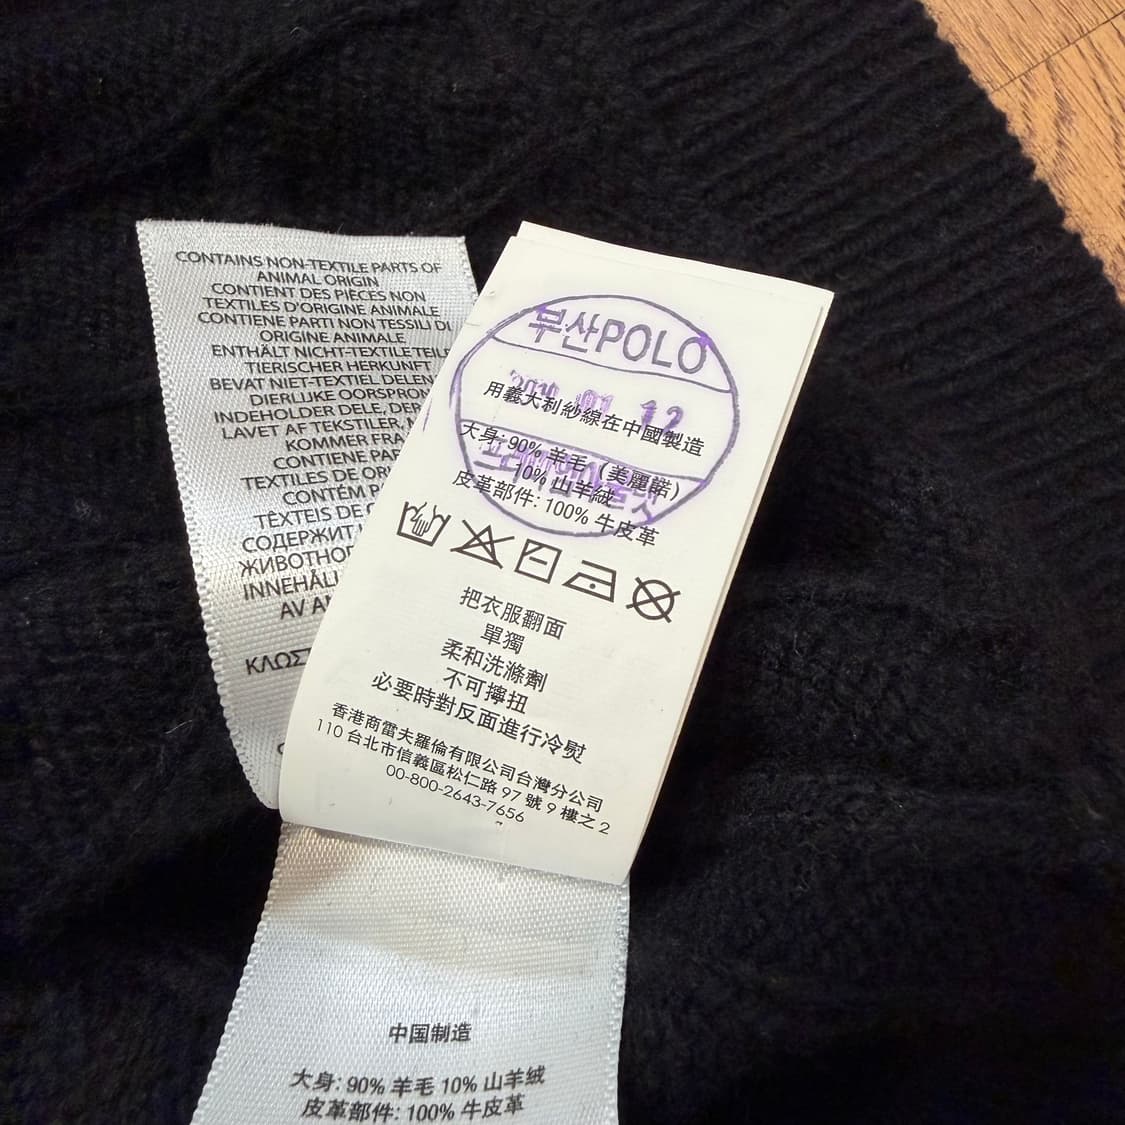 CONTAINS NON-TEXTILE PARTS OF
ANIMAL ORIGIN
CONTIENT DES PIÈCES NON
TEXTILES D'ORIGINE ANIMALE
CONTIENE PARTI NON TESSILI DI
ORIGINE ANIMALE
ENTHÄLT NICHT-TEXTILE TEILE
TIERISCHER HERKUNFT
BEVAT NIET-TEXTIEL DELEN
DIERLIJKE OORSPRON
INDEHOLDER DELE, DER
LAVET AF TEKSTILER,
KOMMER FRA
CONTIENE PAR
TEXTILES DE ORI
CONTÉM P
TÊXTEIS DE
СОДЕРЖИТ
ЖИВОТНО
INNEHÅLL
AV AN
ΚΛΩΣ
부산POLO
01 12
用義大利紗線在中國製造
大身: 90% 羊毛 (美麗諾)
10% 山羊絨
皮革部件: 100% 牛皮革
把衣服翻面
單獨
柔和洗滌劑
不可擰扭
必要時對反面進行冷熨
香港商雷夫羅倫有限公司台灣分公司
110 台北市信義區松仁路 97 號 9 樓之 2
00-800-2643-7656
中国制造
大身: 90% 羊毛 10% 山羊绒
皮革部件: 100% 牛皮革